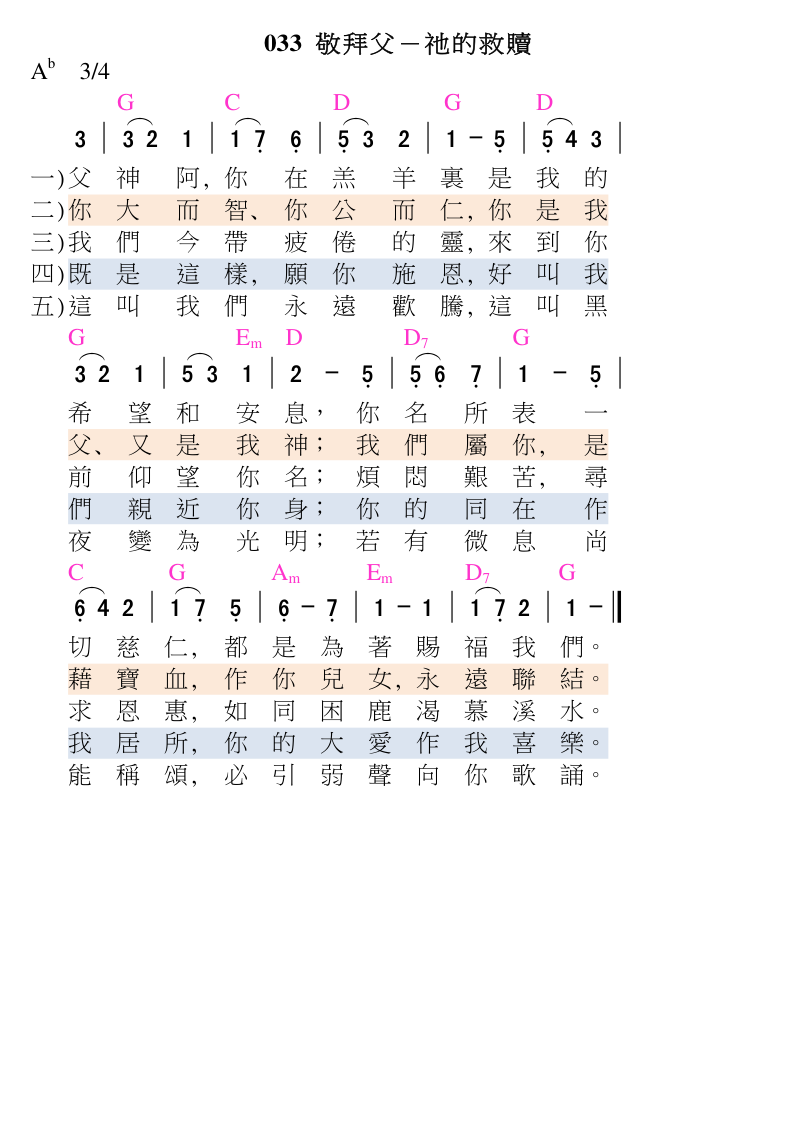 033 敬拜父－祂的救贖
A♭ 3/4
G C D G D
3 | 3 2 1 | 1 7̣ 6̣ | 5̣ 3 2 | 1 - 5̣ | 5̣ 4 3 |
一)父神阿,你在羔羊裏是我的
二)你大而智、你公而仁,你是我
三)我們今帶疲倦的靈,來到你
四)既是這樣,願你施恩,好叫我
五)這叫我們永遠歡騰,這叫黑
G Em D D7 G
3 2 1 | 5 3 1 | 2 - 5̣ | 5̣ 6̣ 7̣ | 1 - 5̣ |
希望和安息，你名所表一
父、又是我神；我們屬你,是
前仰望你名；煩悶艱苦,尋
們親近你身；你的同在作
夜變為光明；若有微息尚
C G Am Em D7 G
6̣ 4 2 | 1 7̣ 5̣ | 6̣ - 7̣ | 1 - 1 | 1 7̣ 2 | 1 - ‖
切慈仁,都是為著賜福我們。
藉寶血,作你兒女,永遠聯結。
求恩惠,如同困鹿渴慕溪水。
我居所,你的大愛作我喜樂。
能稱頌,必引弱聲向你歌誦。